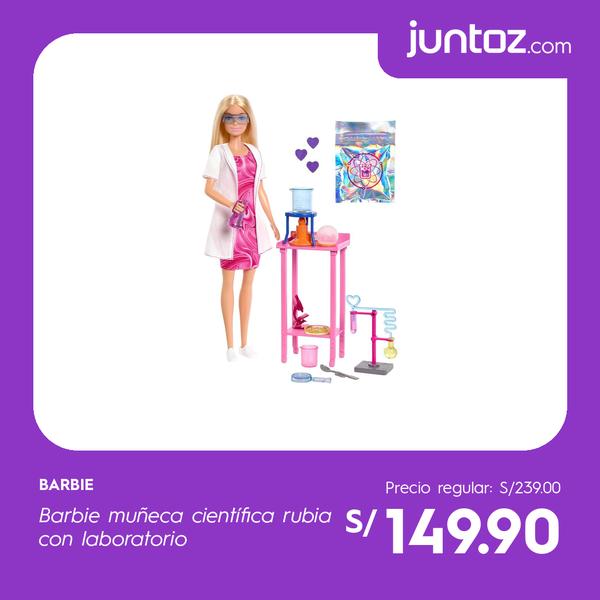 juntoz.com
BARBIE
Barbie muñeca científica rubia
con laboratorio
Precio regular: S/239.00
S/149.90